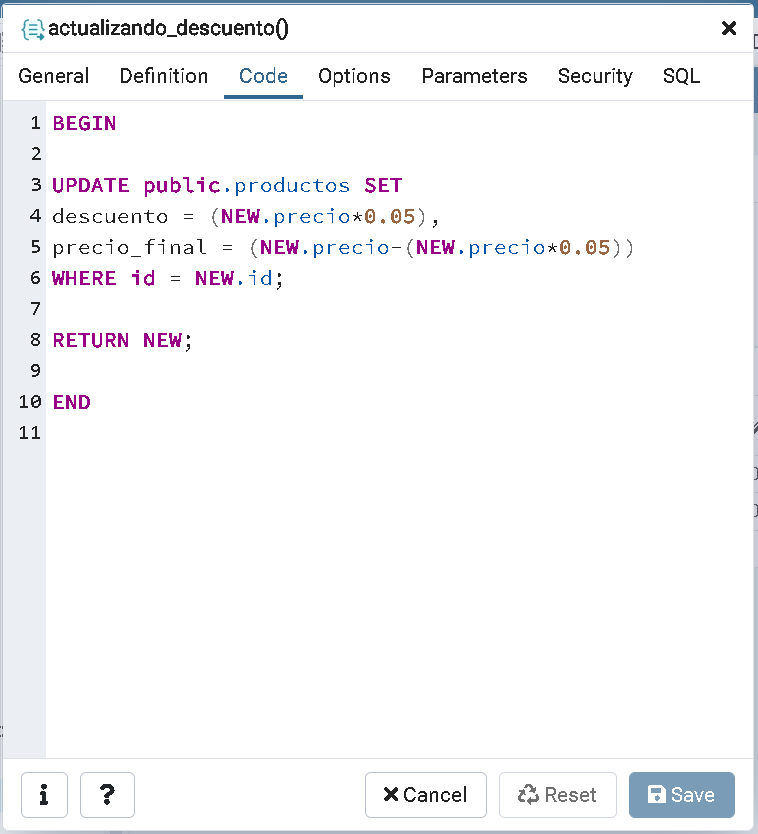 actualizando_descuento()
General Definition Code Options Parameters Security SQL
1 BEGIN
2
3 UPDATE public.productos SET
4 descuento = (NEW.precio*0.05),
5 precio_final = (NEW.precio-(NEW.precio*0.05))
6 WHERE id = NEW.id;
7
8 RETURN NEW;
9
10 END
11
i ? Cancel Reset Save